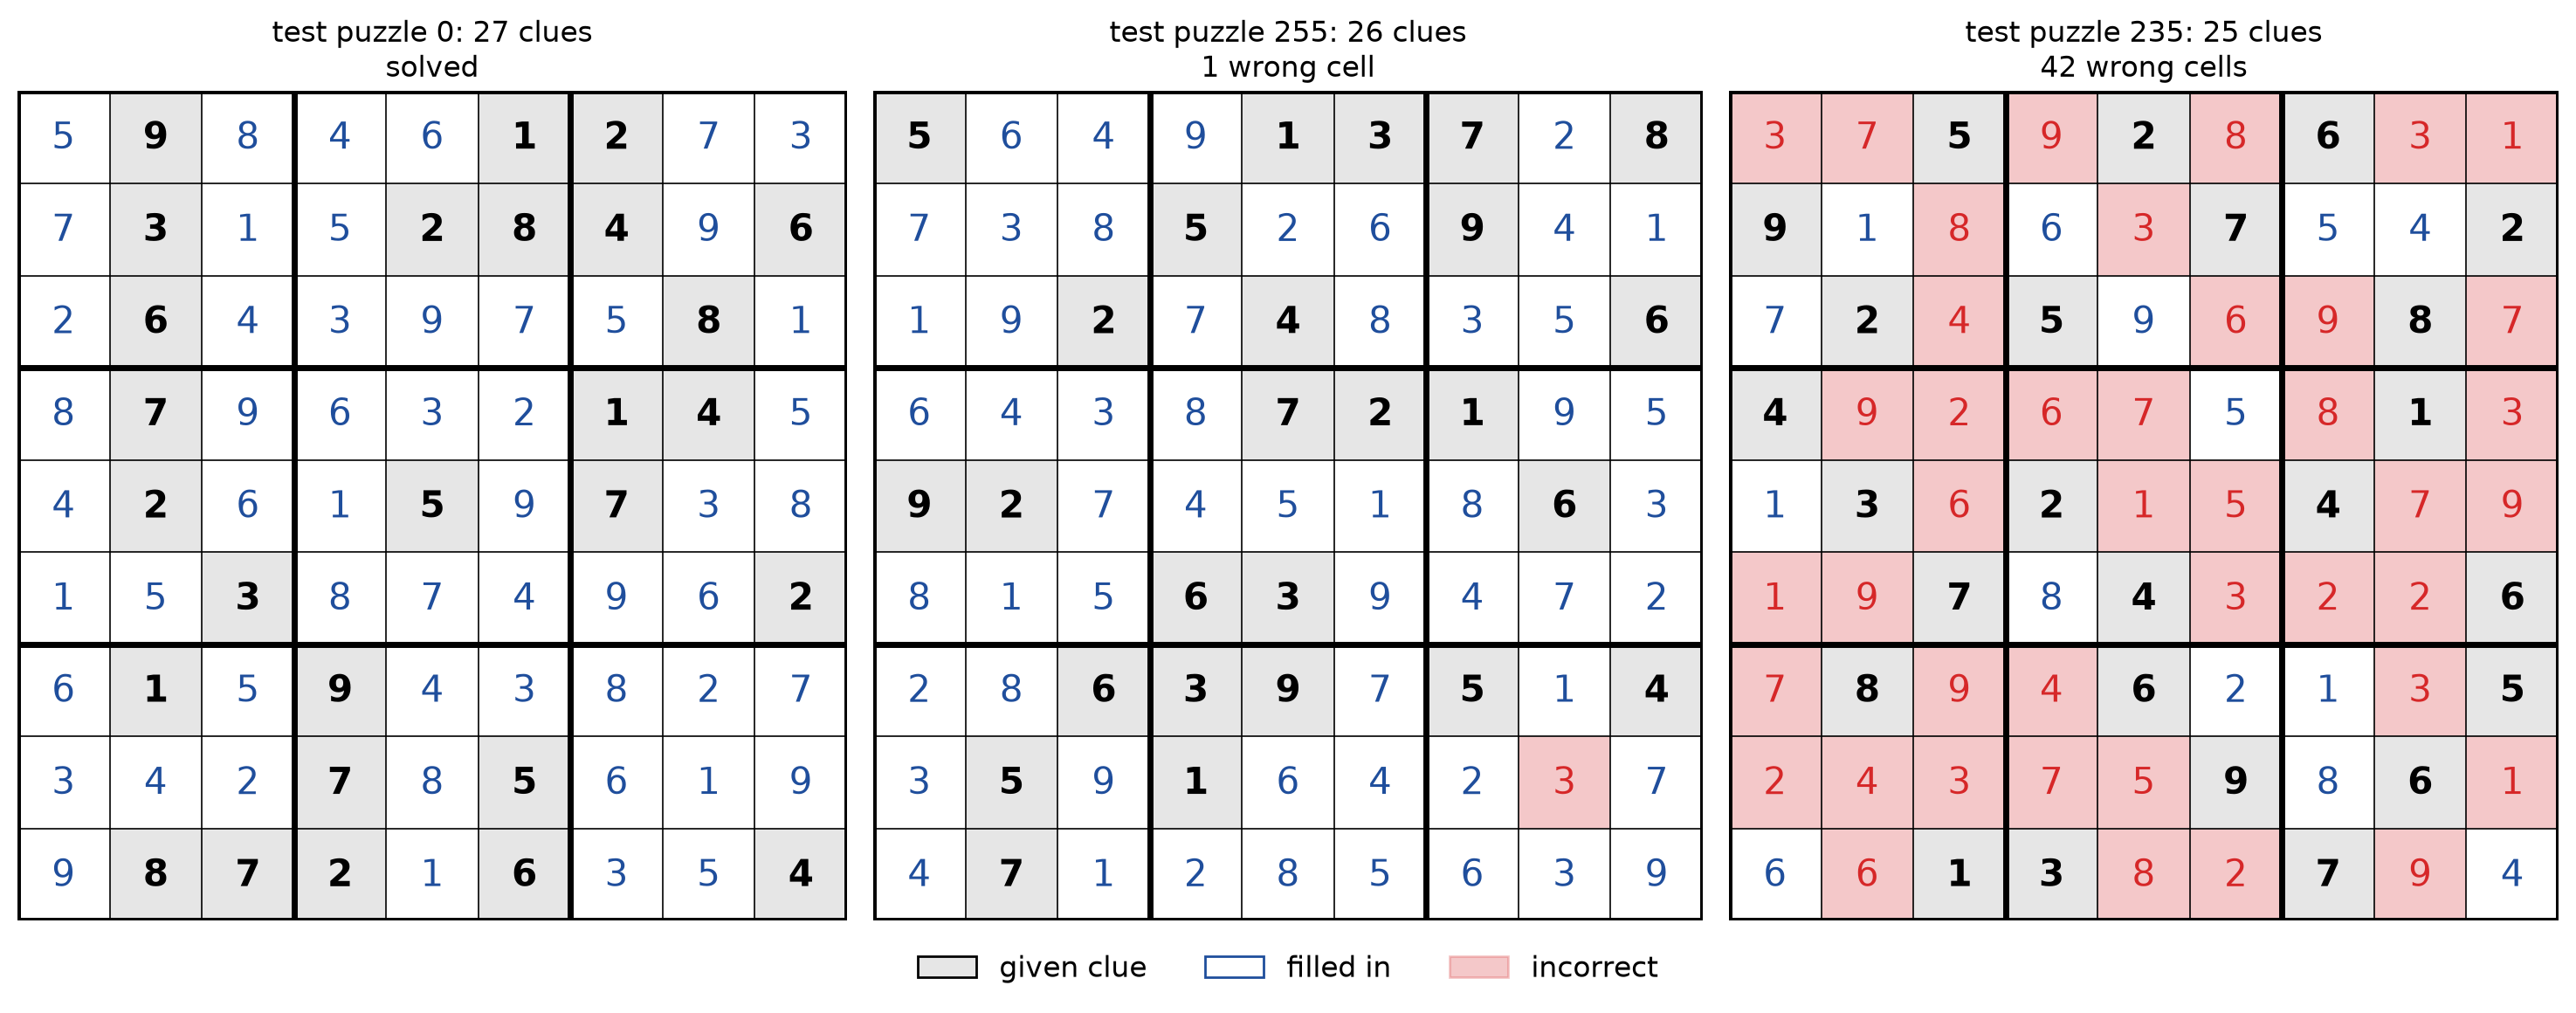 test puzzle 0: 27 clues
solved
5 9 8 4 6 1 2 7 3
7 3 1 5 2 8 4 9 6
2 6 4 3 9 7 5 8 1
8 7 9 6 3 2 1 4 5
4 2 6 1 5 9 7 3 8
1 5 3 8 7 4 9 6 2
6 1 5 9 4 3 8 2 7
3 4 2 7 8 5 6 1 9
9 8 7 2 1 6 3 5 4
test puzzle 255: 26 clues
1 wrong cell
5 6 4 9 1 3 7 2 8
7 3 8 5 2 6 9 4 1
1 9 2 7 4 8 3 5 6
6 4 3 8 7 2 1 9 5
9 2 7 4 5 1 8 6 3
8 1 5 6 3 9 4 7 2
2 8 6 3 9 7 5 1 4
3 5 9 1 6 4 2 3 7
4 7 1 2 8 5 6 3 9
test puzzle 235: 25 clues
42 wrong cells
3 7 5 9 2 8 6 3 1
9 1 8 6 3 7 5 4 2
7 2 4 5 9 6 9 8 7
4 9 2 6 7 5 8 1 3
1 3 6 2 1 5 4 7 9
1 9 7 8 4 3 2 2 6
7 8 9 4 6 2 1 3 5
2 4 3 7 5 9 8 6 1
6 6 1 3 8 2 7 9 4
given clue
filled in
incorrect